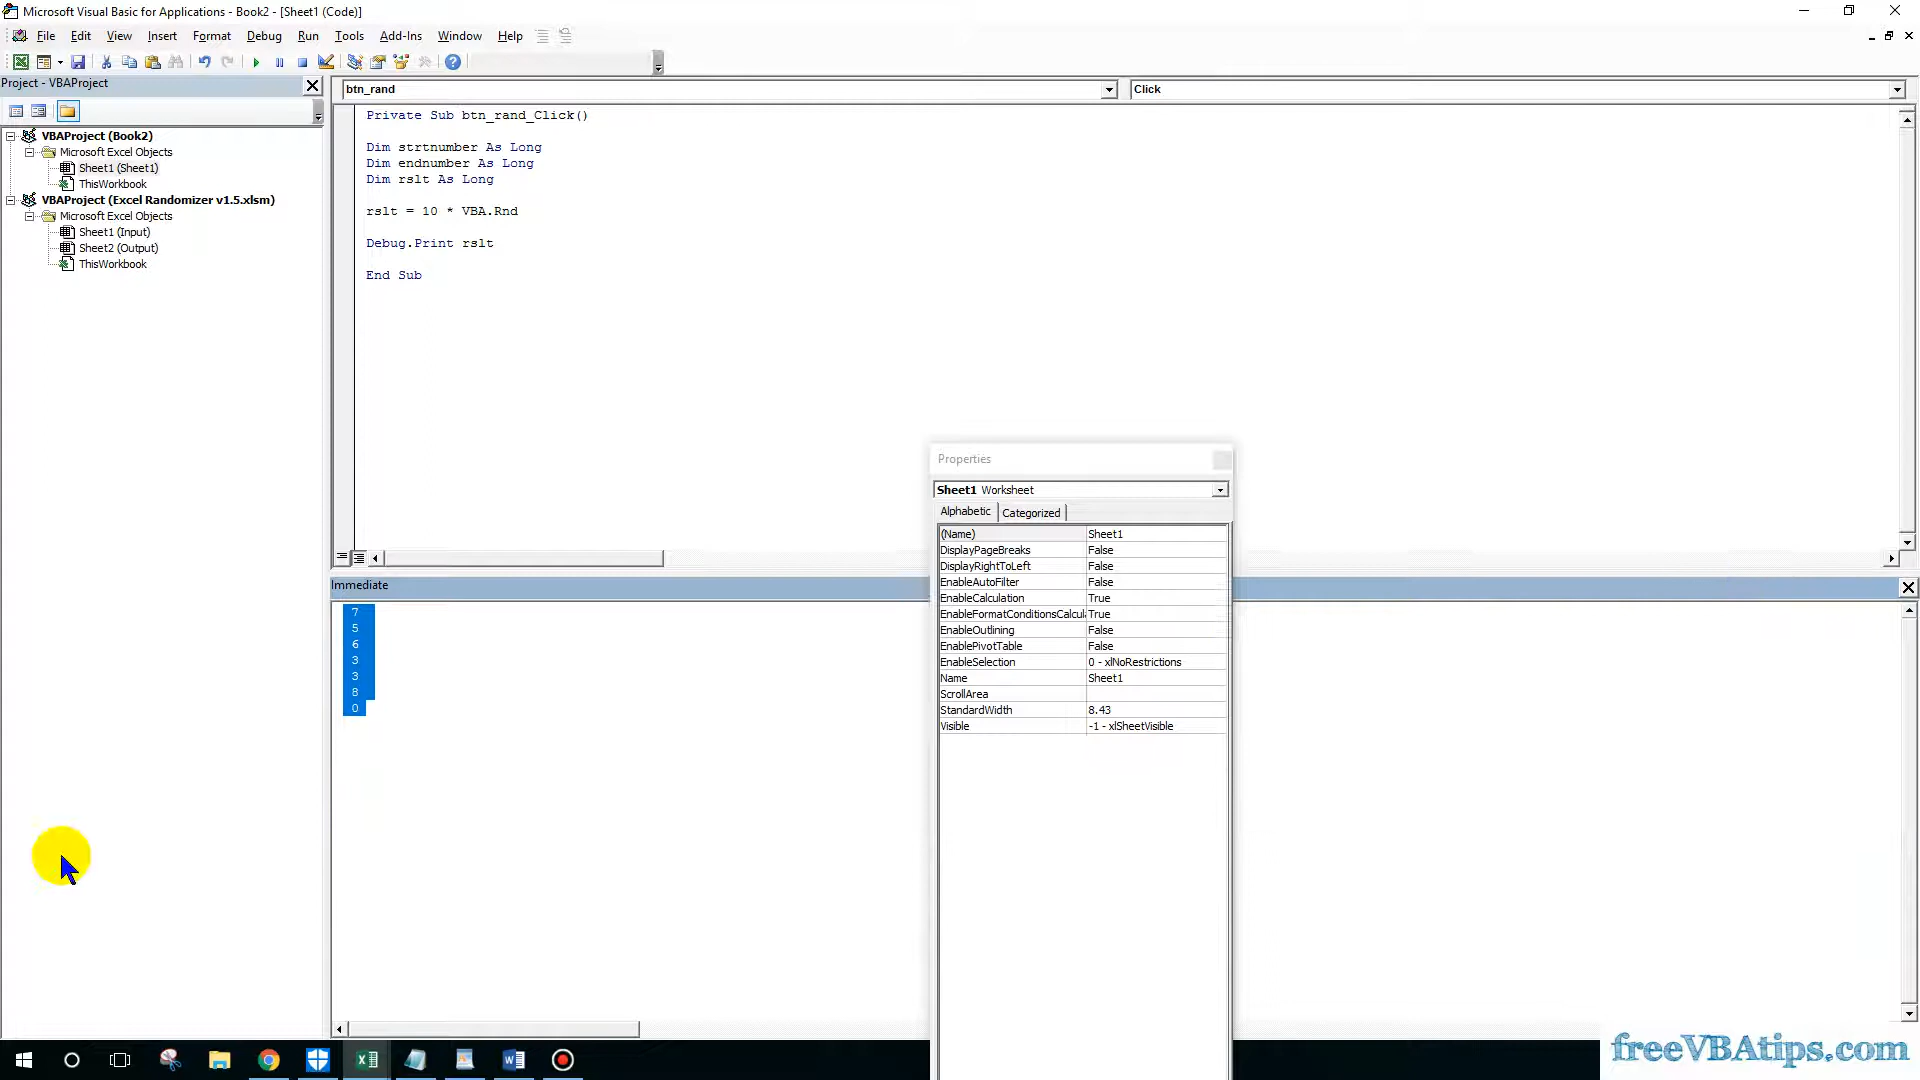 Microsoft Visual Basic for Applications - Book2 - [Sheet1 (Code)]
File Edit View Insert Format Debug Run Tools Add-Ins Window Help
Project - VBAProject
VBAProject (Book2)
Microsoft Excel Objects
Sheet1 (Sheet1)
ThisWorkbook
VBAProject (Excel Randomizer v1.5.xlsm)
Microsoft Excel Objects
Sheet1 (Input)
Sheet2 (Output)
ThisWorkbook
btn_rand Click
Private Sub btn_rand_Click()
Dim strtnumber As Long
Dim endnumber As Long
Dim rslt As Long
rslt = 10 * VBA.Rnd
Debug.Print rslt
End Sub
Immediate
7
5
6
3
3
8
0
Properties
Sheet1 Worksheet
Alphabetic Categorized
(Name) Sheet1
DisplayPageBreaks False
DisplayRightToLeft False
EnableAutoFilter False
EnableCalculation True
EnableFormatConditionsCalcul True
EnableOutlining False
EnablePivotTable False
EnableSelection 0 - xlNoRestrictions
Name Sheet1
ScrollArea
StandardWidth 8.43
Visible -1 - xlSheetVisible
freeVBAtips.com